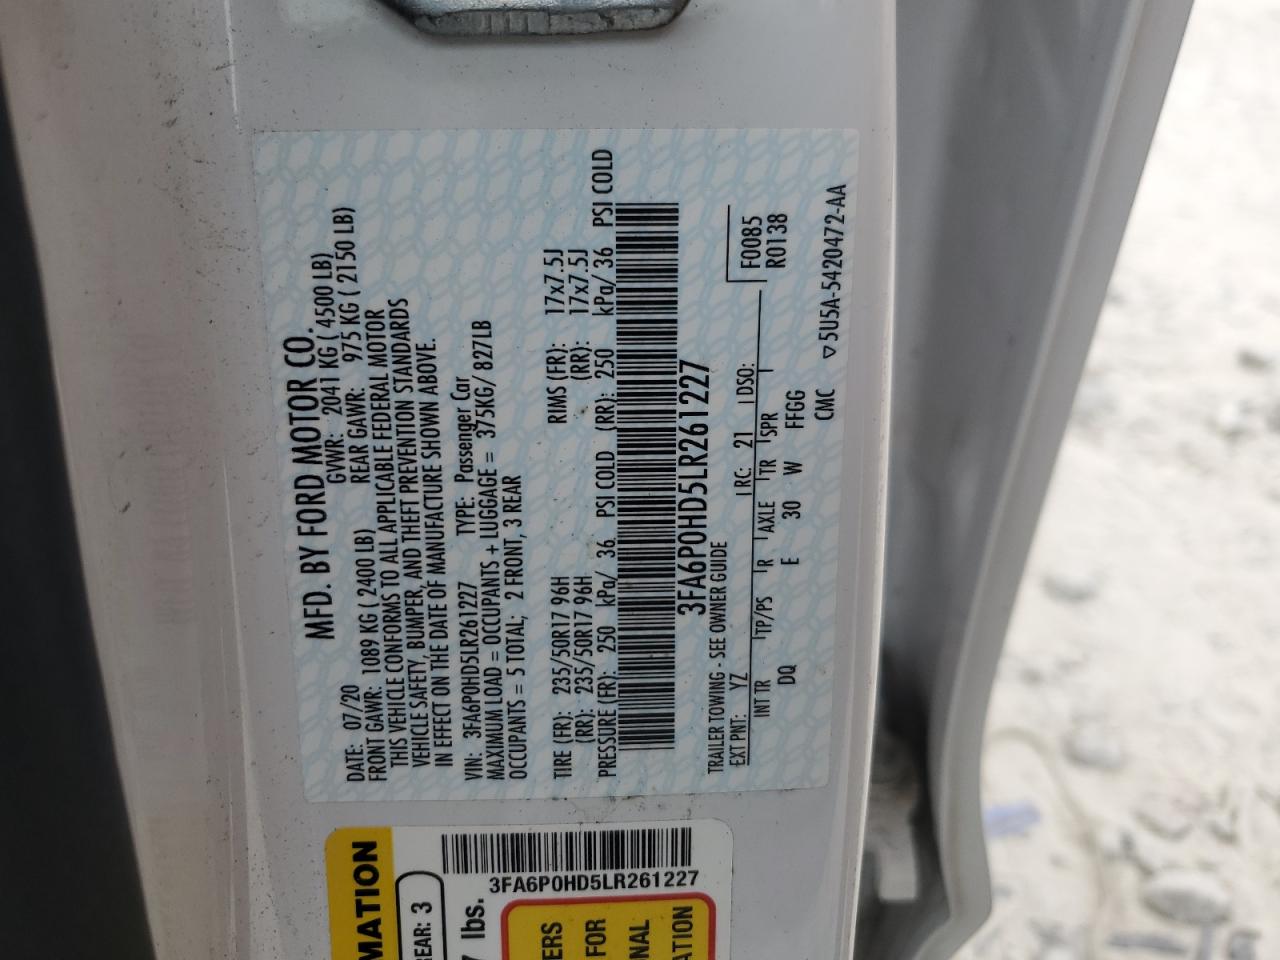 MFD. BY FORD MOTOR CO.
DATE: 07/20 GVWR: 2041 KG ( 4500 LB)
FRONT GAWR: 1089 KG ( 2400 LB) REAR GAWR: 975 KG ( 2150 LB)
THIS VEHICLE CONFORMS TO ALL APPLICABLE FEDERAL MOTOR
VEHICLE SAFETY, BUMPER, AND THEFT PREVENTION STANDARDS
IN EFFECT ON THE DATE OF MANUFACTURE SHOWN ABOVE.
VIN: 3FA6P0HD5LR261227 TYPE: Passenger Car
MAXIMUM LOAD = OCCUPANTS + LUGGAGE = 375KG/ 827LB
OCCUPANTS = 5 TOTAL; 2 FRONT, 3 REAR
TIRE (FR): 235/50R17 96H RIMS (FR): 17x7.5J
(RR): 235/50R17 96H (RR): 17x7.5J
PRESSURE (FR): 250 kPa/ 36 PSI COLD (RR): 250 kPa/ 36 PSI COLD
3FA6P0HD5LR261227
TRAILER TOWING - SEE OWNER GUIDE
EXT PNT: YZ RC: 21 DSO: F0085
INT TR TP/PS R AXLE TR SPR R0138
DQ E 30 W FFGG
CMC ▽5U5A-5420472-AA
MATION
REAR: 3
lbs.
3FA6P0HD5LR261227
ERS
FOR
NAL
ATION